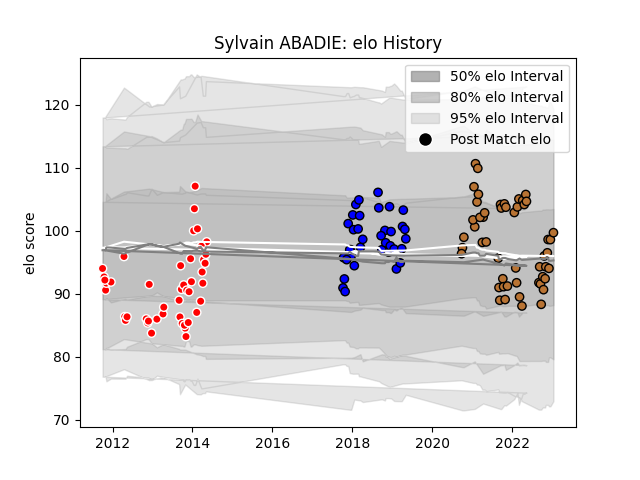 Sylvain ABADIE: elo History
50% elo Interval
80% elo Interval
95% elo Interval
Post Match elo
elo score
120
110
100
90
80
70
2012
2014
2016
2018
2020
2022